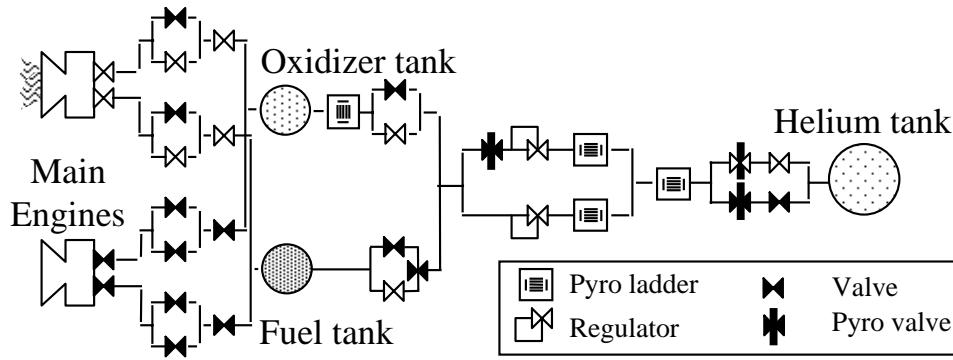 Oxidizer tank
Helium tank
Main
Engines
Fuel tank
Pyro ladder
Valve
Regulator
Pyro valve